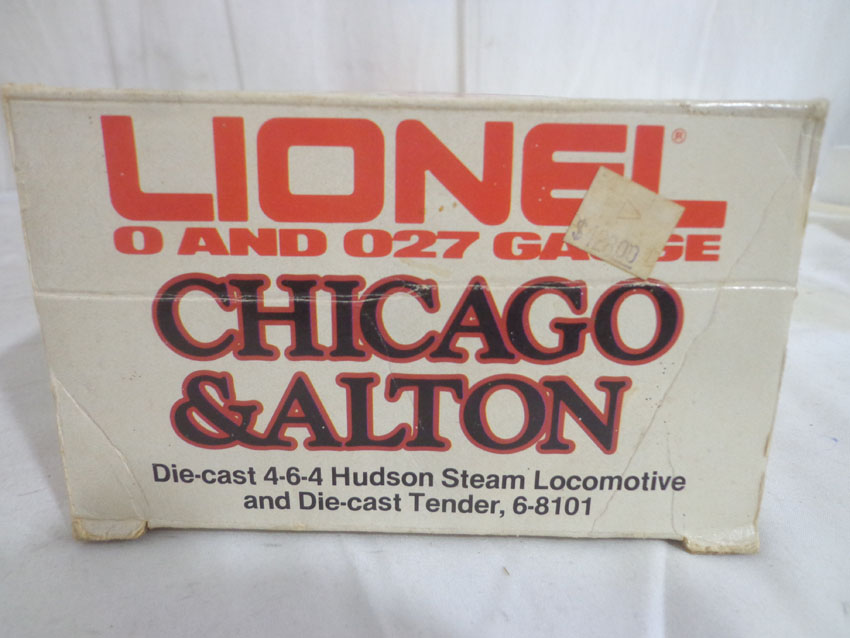 LIONEL®
O AND O27 GAUGE
CHICAGO
&ALTON
Die-cast 4-6-4 Hudson Steam Locomotive
and Die-cast Tender, 6-8101